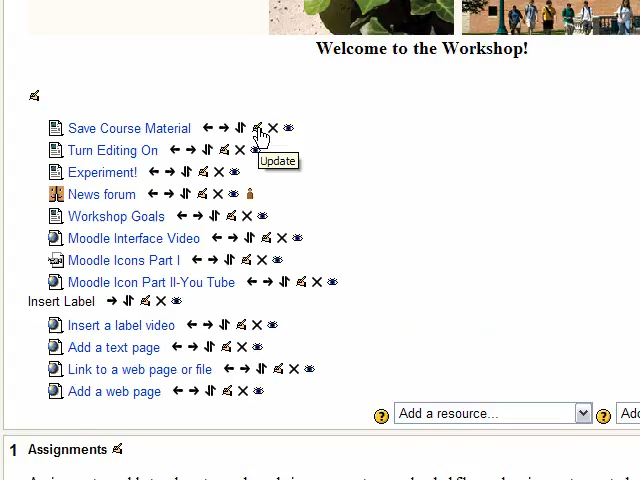 Welcome to the Workshop!
Save Course Material
Update
Turn Editing On
Experiment!
News forum
Workshop Goals
Moodle Interface Video
Moodle Icons Part I
Moodle Icon Part II-You Tube
Insert Label
Insert a label video
Add a text page
Link to a web page or file
Add a web page
? Add a resource... ? Add
1 Assignments